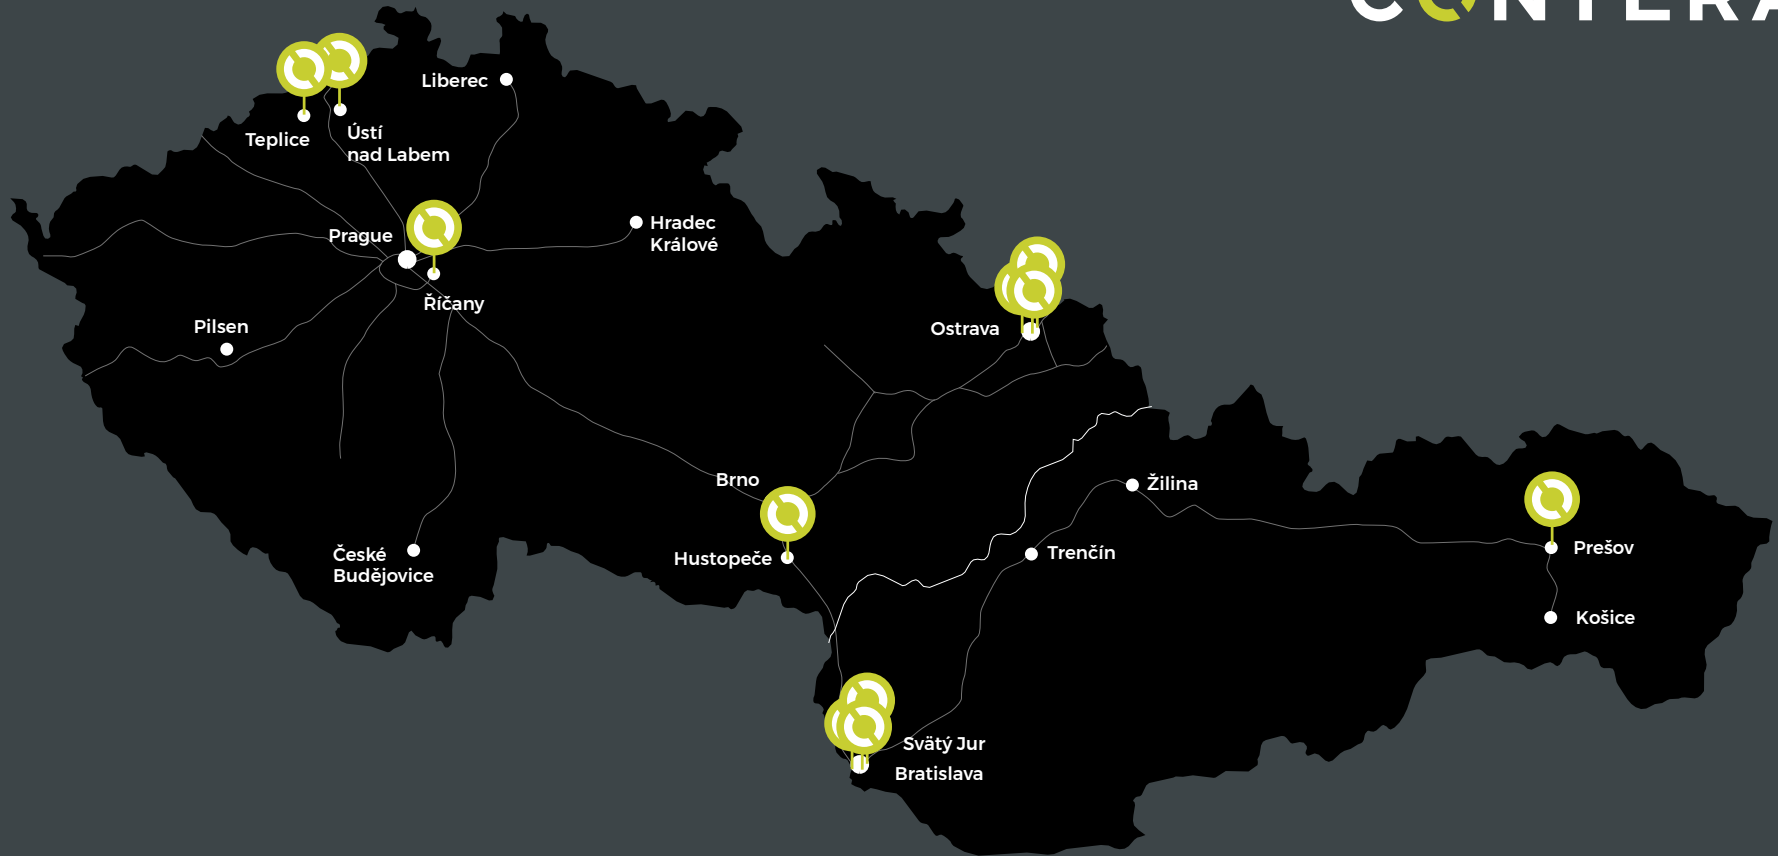 CONTERA
Liberec
Teplice
Ústí
nad Labem
Prague
Hradec
Králové
Říčany
Pilsen
Ostrava
Brno
Žilina
České
Budějovice
Hustopeče
Trenčín
Prešov
Košice
Svätý Jur
Bratislava